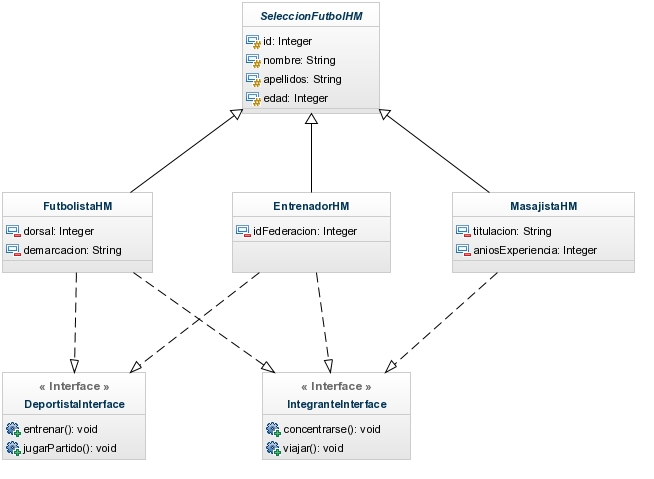 SeleccionFutbolHM
id: Integer
nombre: String
apellidos: String
edad: Integer
FutbolistaHM
dorsal: Integer
demarcacion: String
EntrenadorHM
idFederacion: Integer
MasajistaHM
titulacion: String
aniosExperiencia: Integer
« Interface »
DeportistaInterface
entrenar(): void
jugarPartido(): void
« Interface »
IntegranteInterface
concentrarse(): void
viajar(): void